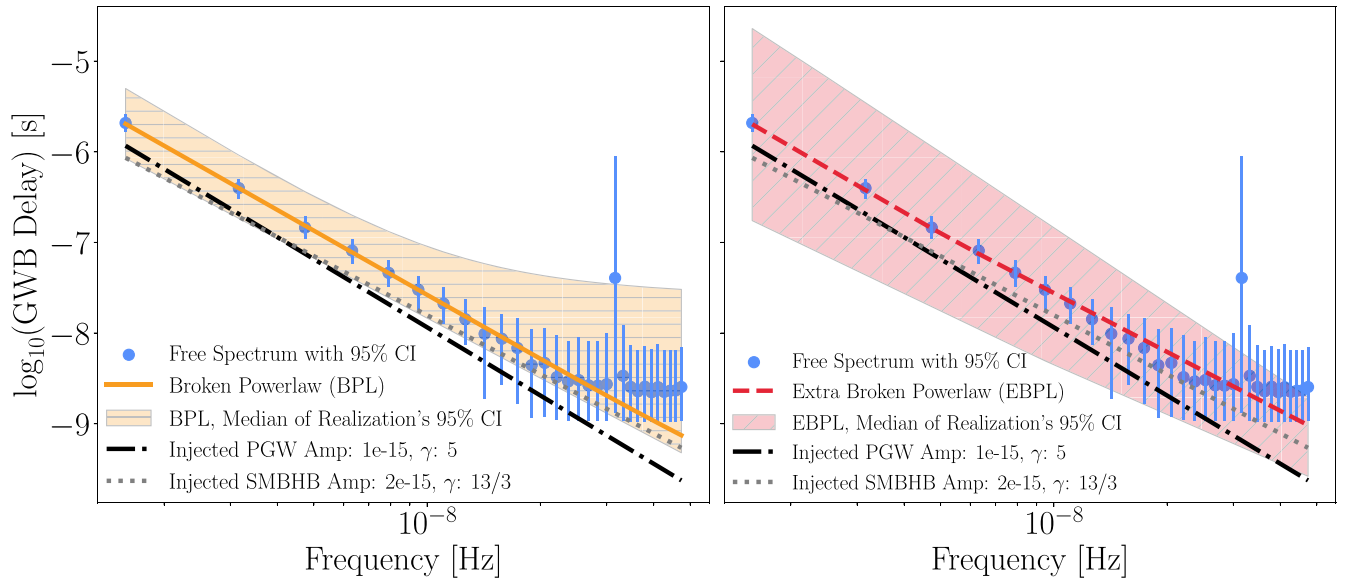 log₁₀(GWB Delay) [s]
−5
−6
−7
−8
−9
Free Spectrum with 95% CI
Broken Powerlaw (BPL)
BPL, Median of Realization's 95% CI
Injected PGW Amp: 1e-15, γ: 5
Injected SMBHB Amp: 2e-15, γ: 13/3
10⁻⁸
Frequency [Hz]
Free Spectrum with 95% CI
Extra Broken Powerlaw (EBPL)
EBPL, Median of Realization's 95% CI
Injected PGW Amp: 1e-15, γ: 5
Injected SMBHB Amp: 2e-15, γ: 13/3
10⁻⁸
Frequency [Hz]